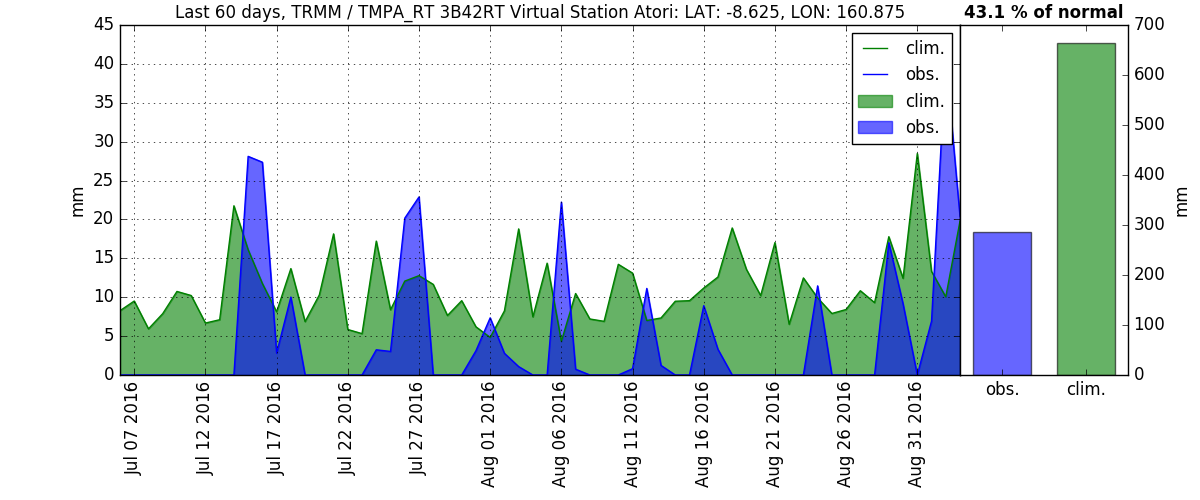 Last 60 days, TRMM / TMPA_RT 3B42RT Virtual Station Atori: LAT: -8.625, LON: 160.875
43.1 % of normal
45
40
35
30
25
20
15
10
5
0
mm
clim.
obs.
clim.
obs.
700
600
500
400
300
200
100
0
mm
Jul 07 2016
Jul 12 2016
Jul 17 2016
Jul 22 2016
Jul 27 2016
Aug 01 2016
Aug 06 2016
Aug 11 2016
Aug 16 2016
Aug 21 2016
Aug 26 2016
Aug 31 2016
obs.
clim.